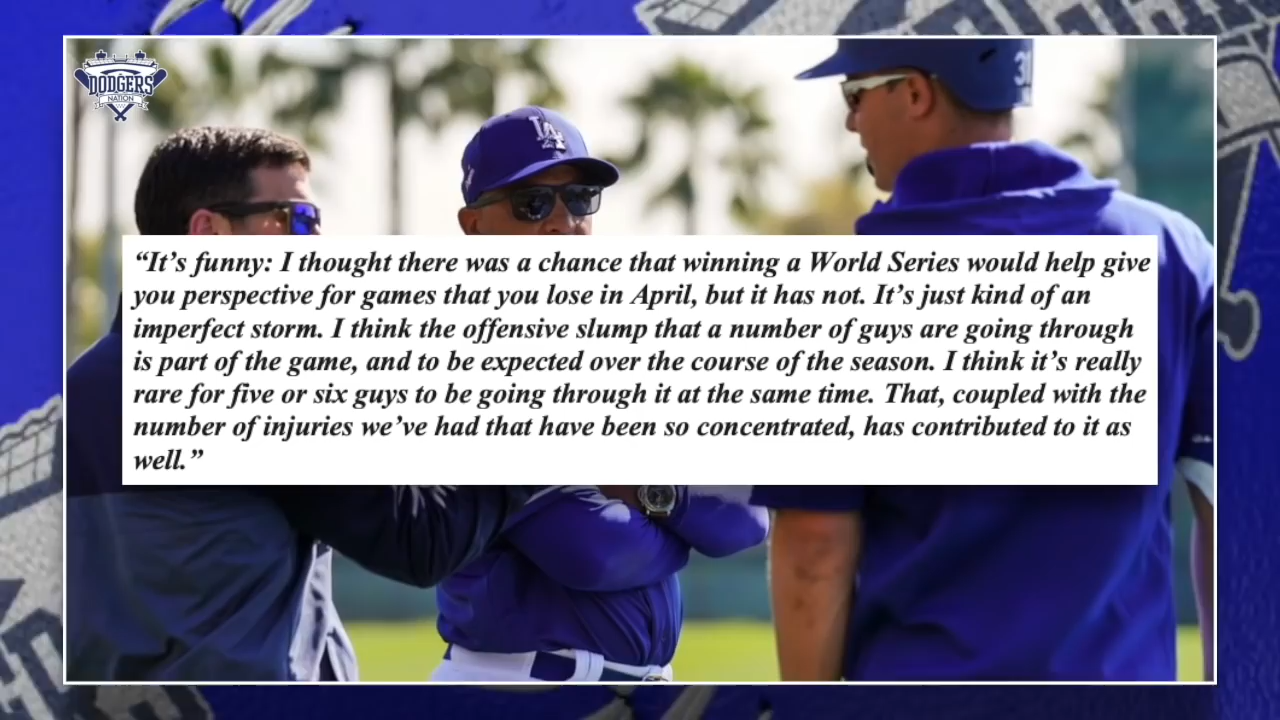 DODGERS
NATION
LA
31
“It’s funny: I thought there was a chance that winning a World Series would help give
you perspective for games that you lose in April, but it has not. It’s just kind of an
imperfect storm. I think the offensive slump that a number of guys are going through
is part of the game, and to be expected over the course of the season. I think it’s really
rare for five or six guys to be going through it at the same time. That, coupled with the
number of injuries we’ve had that have been so concentrated, has contributed to it as
well.”